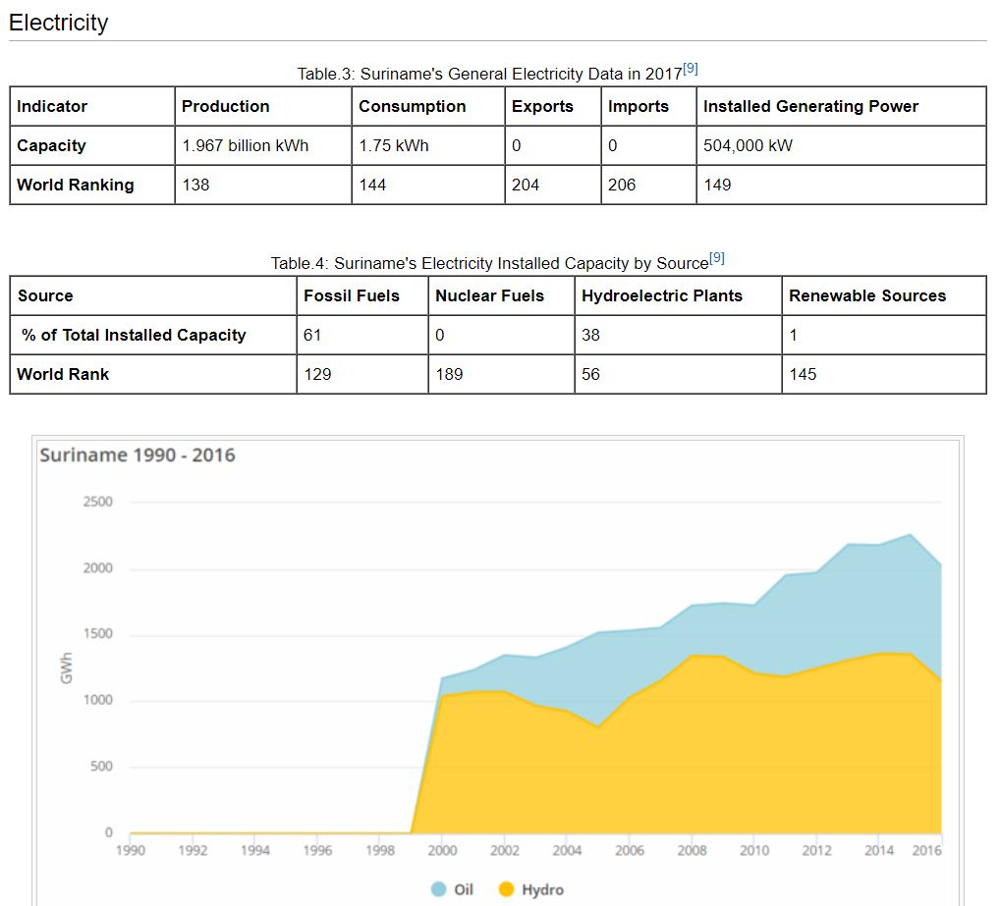 Electricity
Table.3: Suriname's General Electricity Data in 2017[9]
Indicator Production Consumption Exports Imports Installed Generating Power
Capacity 1.967 billion kWh 1.75 kWh 0 0 504,000 kW
World Ranking 138 144 204 206 149
Table.4: Suriname's Electricity Installed Capacity by Source[9]
Source Fossil Fuels Nuclear Fuels Hydroelectric Plants Renewable Sources
% of Total Installed Capacity 61 0 38 1
World Rank 129 189 56 145
Suriname 1990 - 2016
2500
2000
1500
GWh
1000
500
0
1990 1992 1994 1996 1998 2000 2002 2004 2006 2008 2010 2012 2014 2016
Oil Hydro